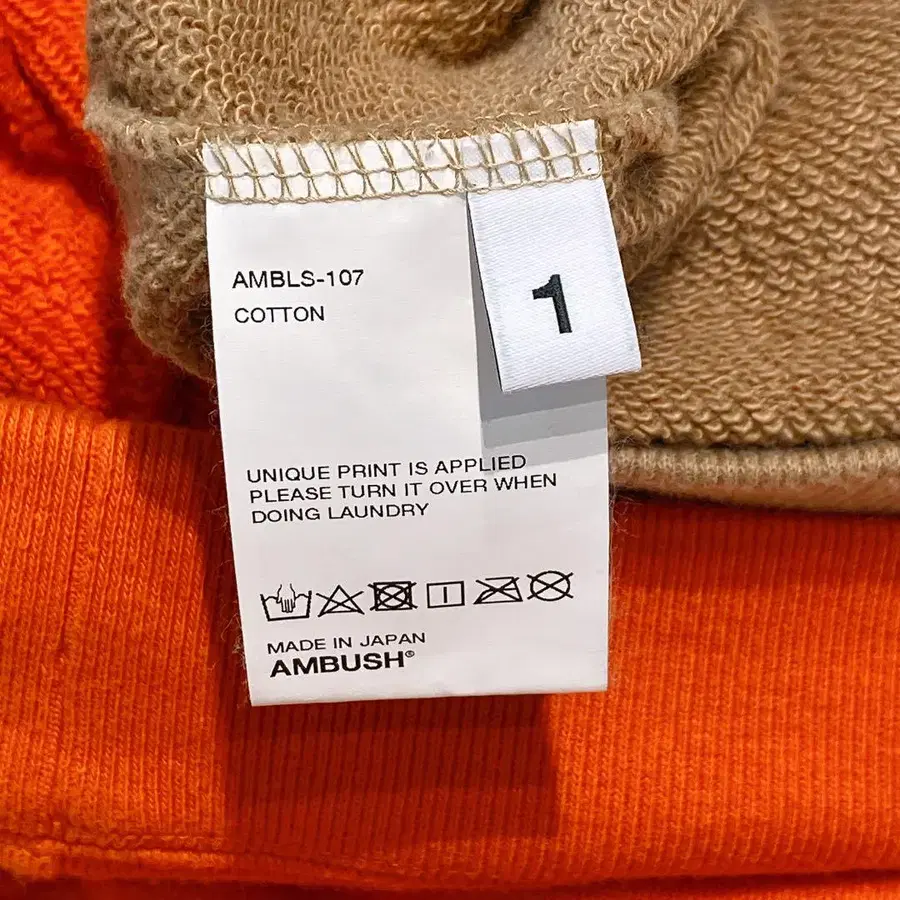 AMBLS-107
COTTON
1
UNIQUE PRINT IS APPLIED
PLEASE TURN IT OVER WHEN
DOING LAUNDRY
MADE IN JAPAN
AMBUSH®